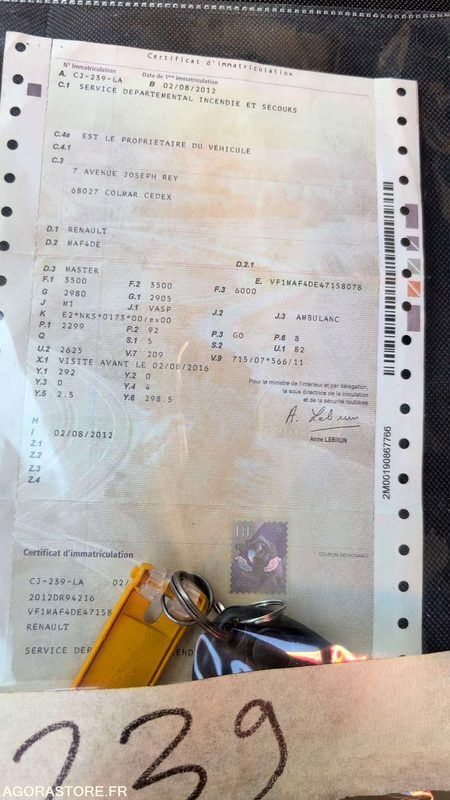 Certificat d'immatriculation
N° Immatriculation Date de 1ère immatriculation
A. CJ-239-LA B 02/08/2012
C.1 SERVICE DEPARTEMENTAL INCENDIE ET SECOURS
C.4a EST LE PROPRIETAIRE DU VEHICULE
C.4.1
C.3
7 AVENUE JOSEPH REY
68027 COLMAR CEDEX
D.1 RENAULT
D.2 MAF4DE
D.2.1
D.3 MASTER E. VF1MAF4DE47158078
F.1 3500 F.2 3500 F.3 6000
G 2980 G.1 2905
J M1 J.1 VASP J.2 J.3 AMBULANC
K E2*NKS*0173*00rev00
P.1 2299 P.2 92 P.3 GO P.6 8
Q S.1 5 S.2 U.1 82
U.2 2625 V.7 209 V.9 715/07*566/11
X.1 VISITE AVANT LE 02/08/2016
Y.1 292 Y.2 0
Y.3 0 Y.4 4
Y.5 2.5 Y.6 298.5
Pour le ministre de l'intérieur et par délégation,
la sous directrice de la circulation
et de la sécurité routières
A. Lebrun
Anne LEBRUN
H
I 02/08/2012
Z.1
Z.2
Z.3
Z.4
2M00190867766
Certificat d'immatriculation
COUPON DETACHABLE
CJ-239-LA 02/
2012DR94216
VF1MAF4DE47158
RENAULT
SERVICE DEP
239
AGORASTORE.FR